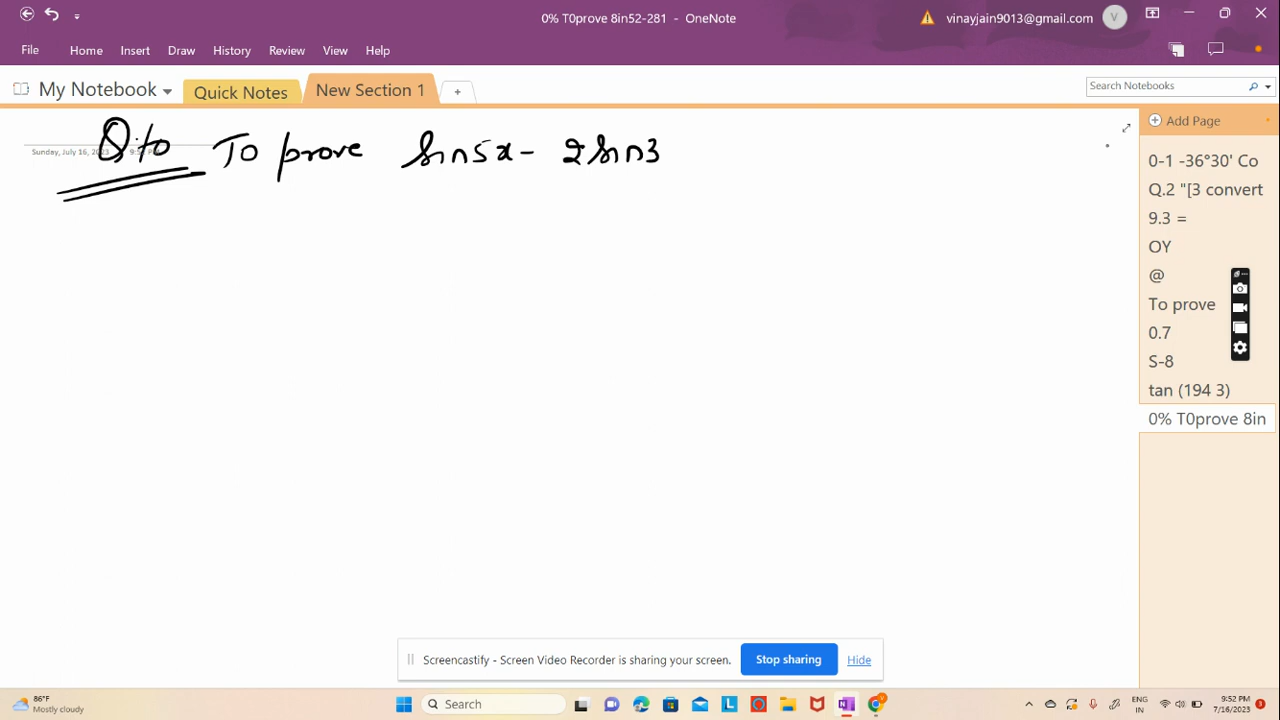 0% T0prove 8in52-281 - OneNote
vinayjain9013@gmail.com
V
File
Home
Insert
Draw
History
Review
View
Help
My Notebook
Quick Notes
New Section 1
Search Notebooks
Add Page
Sunday, July 16, 2023
To prove sin5x- 2sin3
0-1 -36°30' Co
Q.2 "[3 convert
9.3 =
OY
@
To prove
0.7
S-8
tan (194 3)
0% T0prove 8in
Screencastify - Screen Video Recorder is sharing your screen.
Stop sharing
Hide
86°F
Mostly cloudy
Search
ENG
IN
9:52 PM
7/16/2023